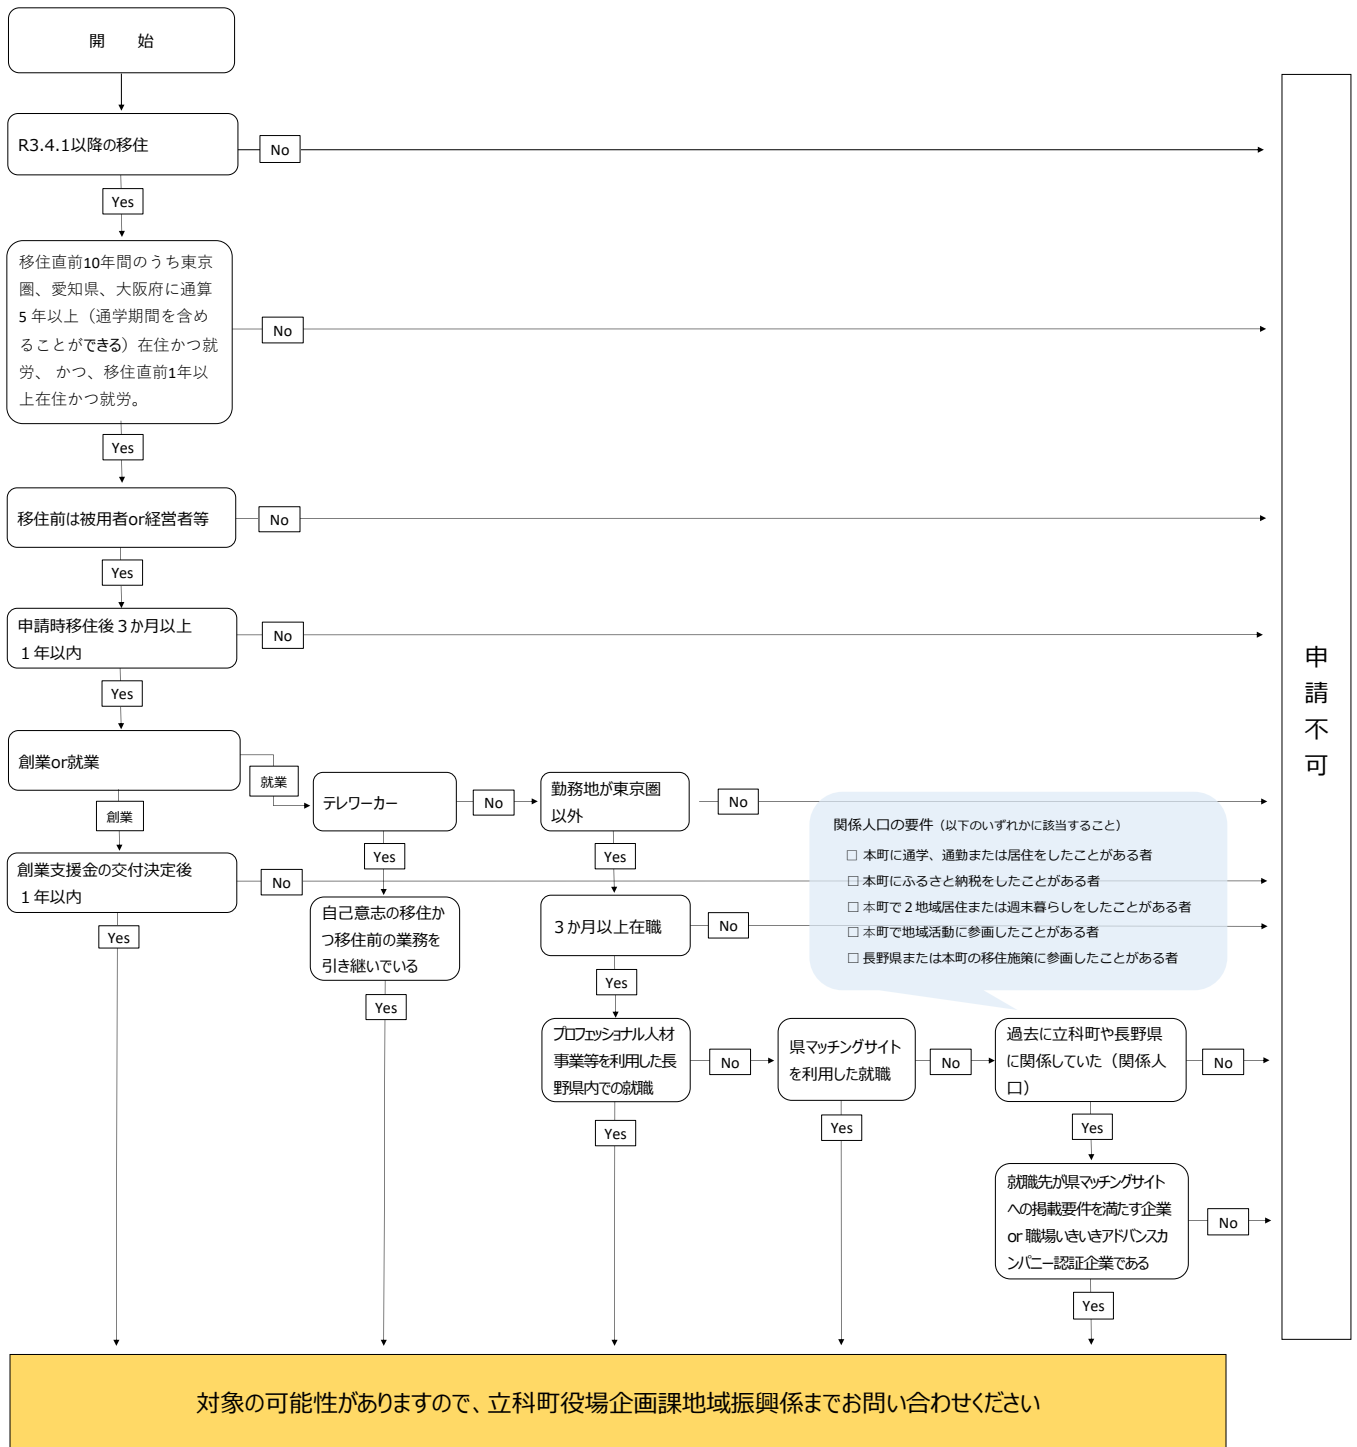 開　始
R3.4.1以降の移住
No
Yes
移住直前10年間のうち東京
圏、愛知県、大阪府に通算
５年以上（通学期間を含め
ることができる）在住かつ就
労、 かつ、移住直前1年以
上在住かつ就労。
No
Yes
移住前は被用者or経営者等
No
Yes
申請時移住後３か月以上
１年以内
No
Yes
創業or就業
就業
創業
テレワーカー
No
Yes
勤務地が東京圏
以外
No
Yes
創業支援金の交付決定後
１年以内
No
Yes
自己意志の移住か
つ移住前の業務を
引き継いでいる
Yes
３か月以上在職
No
Yes
関係人口の要件（以下のいずれかに該当すること）
□ 本町に通学、通勤または居住をしたことがある者
□ 本町にふるさと納税をしたことがある者
□ 本町で２地域居住または週末暮らしをしたことがある者
□ 本町で地域活動に参画したことがある者
□ 長野県または本町の移住施策に参画したことがある者
プロフェッショナル人材
事業等を利用した長
野県内での就職
No
Yes
県マッチングサイト
を利用した就職
No
Yes
過去に立科町や長野県
に関係していた（関係人
口）
No
Yes
就職先が県マッチングサイト
への掲載要件を満たす企業
or 職場いきいきアドバンスカ
ンパニー認証企業である
No
Yes
申請不可
対象の可能性がありますので、立科町役場企画課地域振興係までお問い合わせください